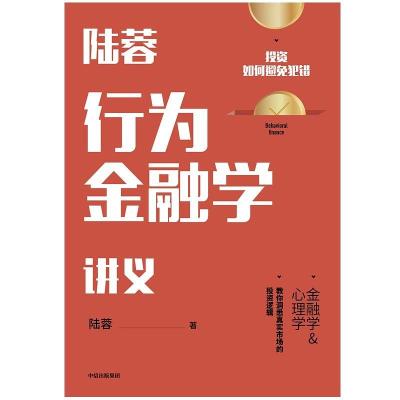 陆蓉
投资
如何避免犯错
行为
金融学
Behavioral
finance
讲义
金融学&
心理学
教你洞悉真实市场的
投资逻辑
陆蓉 著
中信出版集团